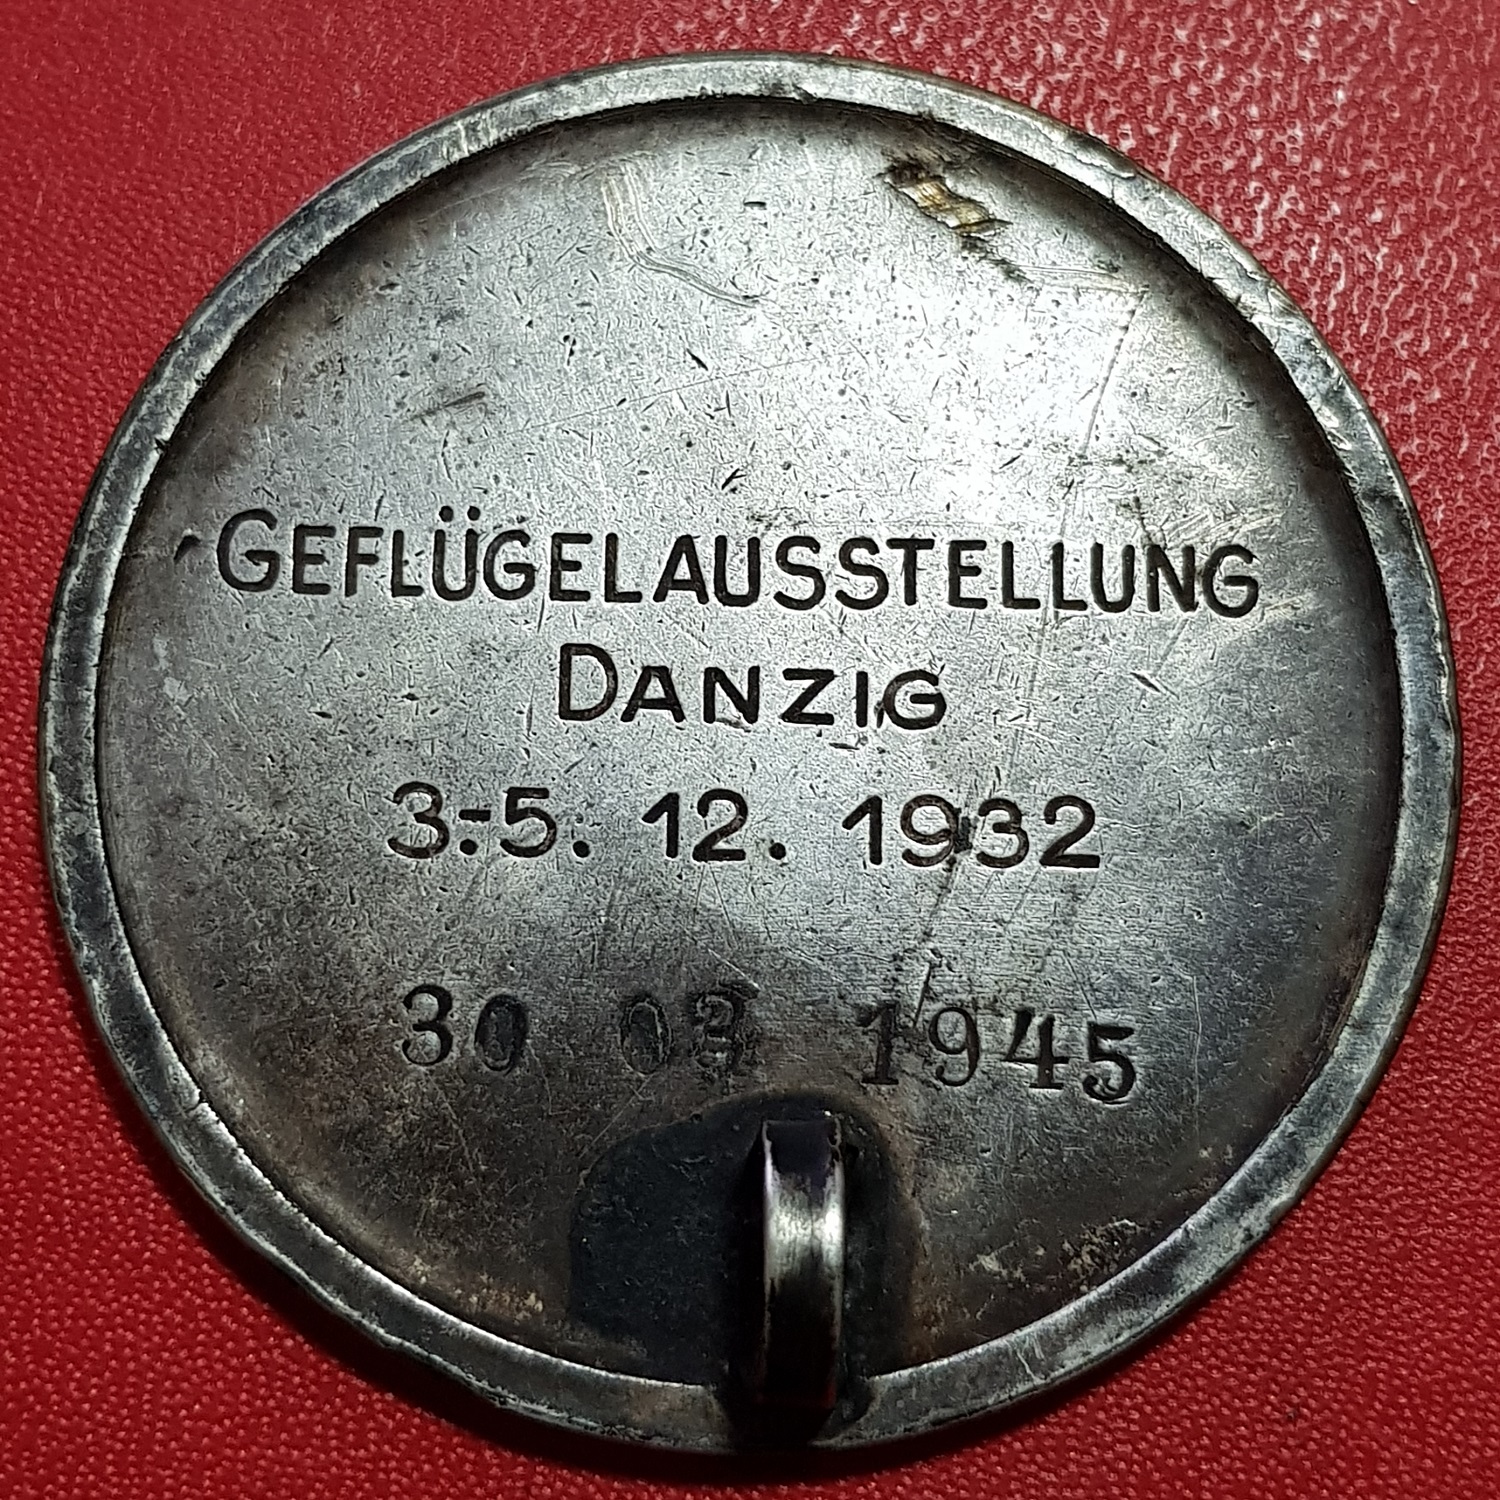 GEFLÜGELAUSSTELLUNG
DANZIG
3.-5. 12. 1932
30 03 1945